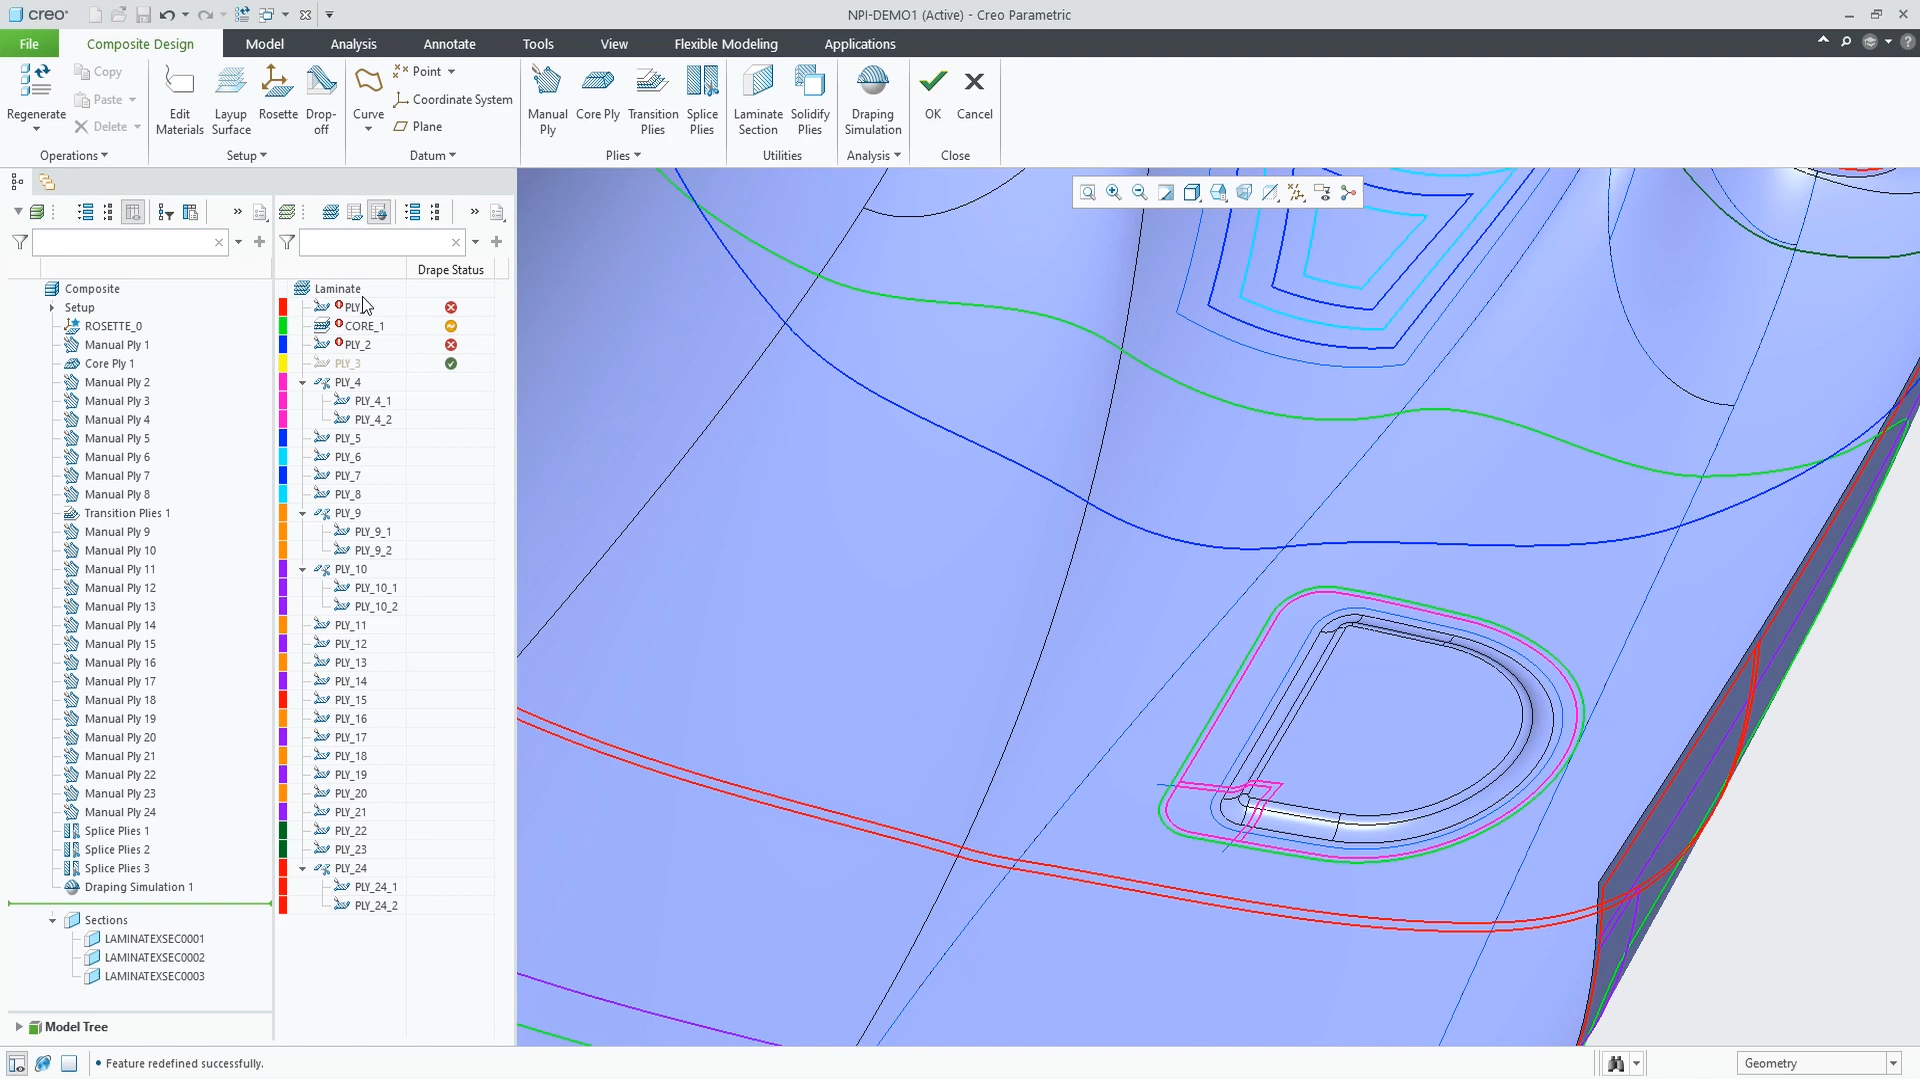 creo
NPI-DEMO1 (Active) - Creo Parametric
File
Composite Design
Model
Analysis
Annotate
Tools
View
Flexible Modeling
Applications
Regenerate
Copy
Paste
Delete
Operations
Edit Materials
Layup Surface
Rosette
Drop-off
Setup
Curve
Point
Coordinate System
Plane
Datum
Manual Ply
Core Ply
Transition Plies
Splice Plies
Plies
Laminate Section
Solidify Plies
Utilities
Draping Simulation
Analysis
OK
Cancel
Close
Composite
Setup
ROSETTE_0
Manual Ply 1
Core Ply 1
Manual Ply 2
Manual Ply 3
Manual Ply 4
Manual Ply 5
Manual Ply 6
Manual Ply 7
Manual Ply 8
Transition Plies 1
Manual Ply 9
Manual Ply 10
Manual Ply 11
Manual Ply 12
Manual Ply 13
Manual Ply 14
Manual Ply 15
Manual Ply 16
Manual Ply 17
Manual Ply 18
Manual Ply 19
Manual Ply 20
Manual Ply 21
Manual Ply 22
Manual Ply 23
Manual Ply 24
Splice Plies 1
Splice Plies 2
Splice Plies 3
Draping Simulation 1
Sections
LAMINATEXSEC0001
LAMINATEXSEC0002
LAMINATEXSEC0003
Model Tree
Drape Status
Laminate
PLY_
CORE_1
PLY_2
PLY_3
PLY_4
PLY_4_1
PLY_4_2
PLY_5
PLY_6
PLY_7
PLY_8
PLY_9
PLY_9_1
PLY_9_2
PLY_10
PLY_10_1
PLY_10_2
PLY_11
PLY_12
PLY_13
PLY_14
PLY_15
PLY_16
PLY_17
PLY_18
PLY_19
PLY_20
PLY_21
PLY_22
PLY_23
PLY_24
PLY_24_1
PLY_24_2
• Feature redefined successfully.
Geometry